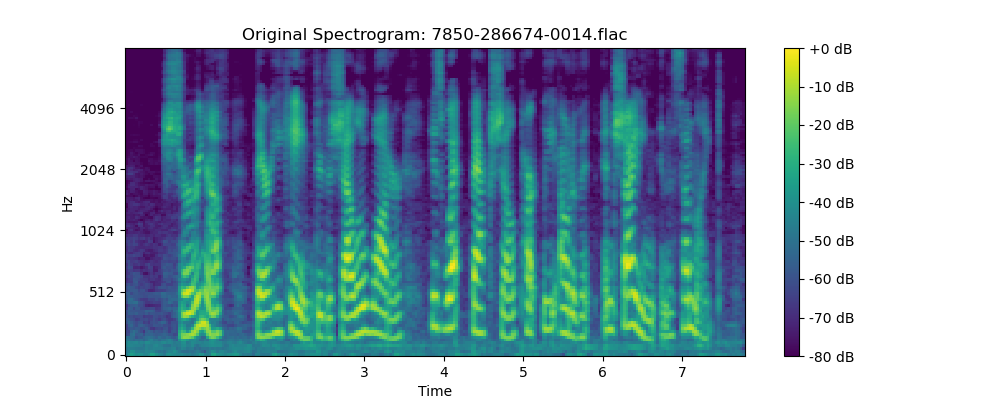 Original Spectrogram: 7850-286674-0014.flac
Hz
4096
2048
1024
512
0
0 1 2 3 4 5 6 7
Time
+0 dB
-10 dB
-20 dB
-30 dB
-40 dB
-50 dB
-60 dB
-70 dB
-80 dB